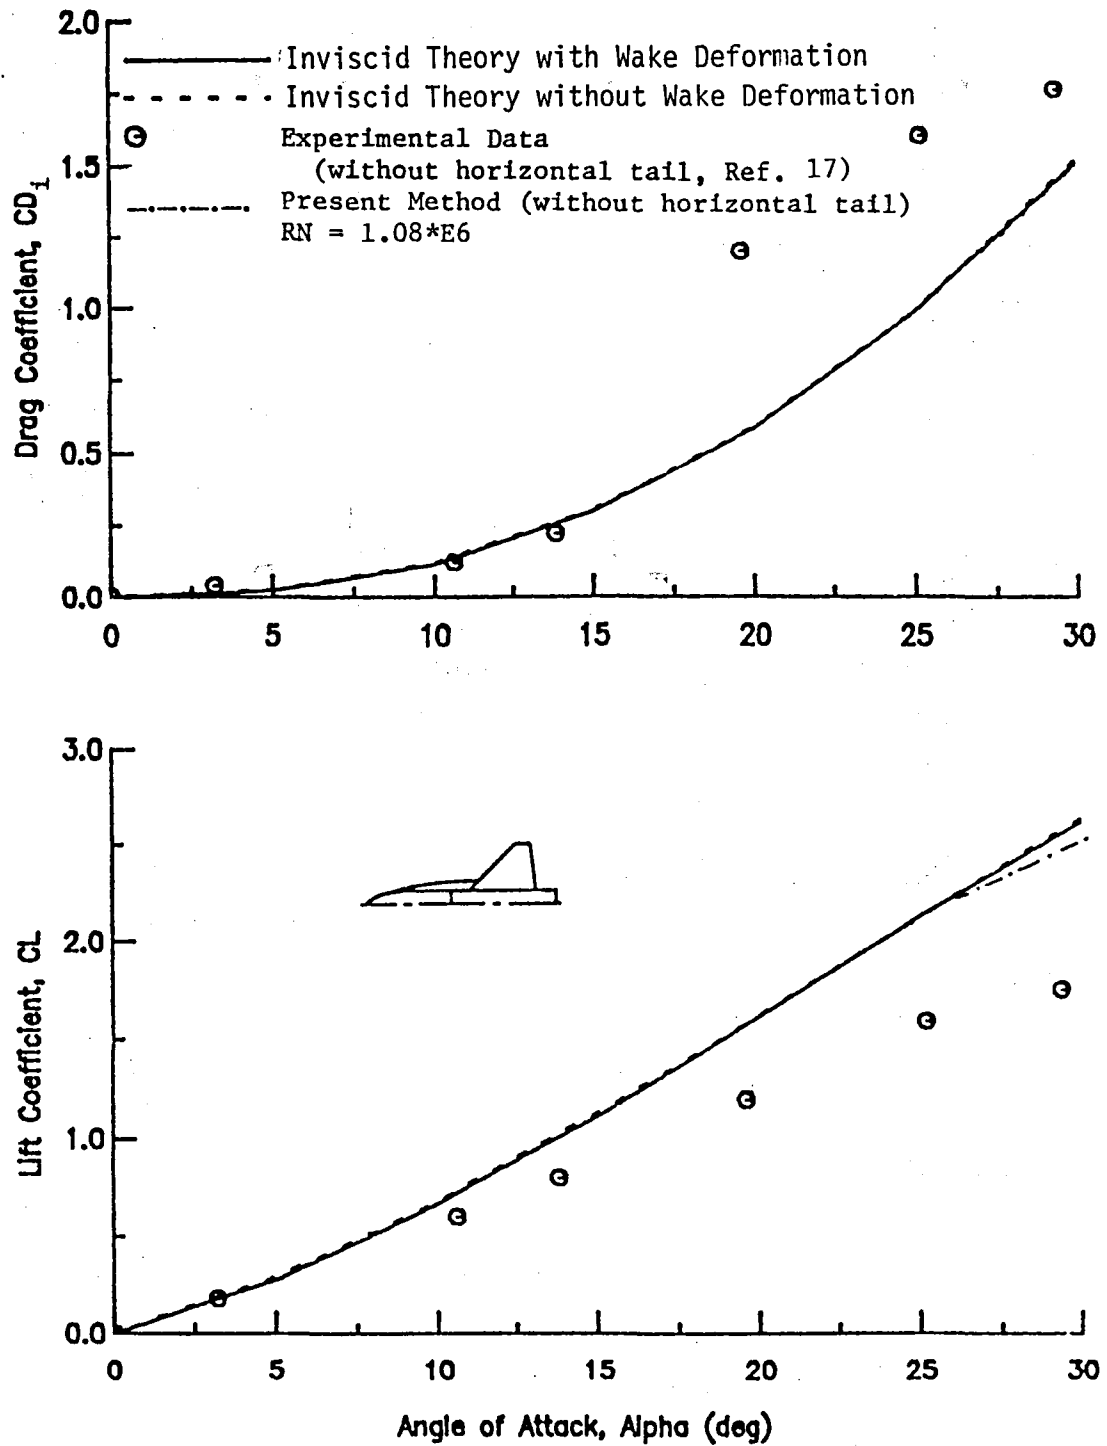 2.0
Inviscid Theory with Wake Deformation
Inviscid Theory without Wake Deformation
Experimental Data
(without horizontal tail, Ref. 17)
1.5
Present Method (without horizontal tail)
RN = 1.08*E6
1.0
0.5
0.0
Drag Coefficient, CDi
0 5 10 15 20 25 30
3.0
2.0
1.0
0.0
Lift Coefficient, CL
0 5 10 15 20 25 30
Angle of Attack, Alpha (deg)